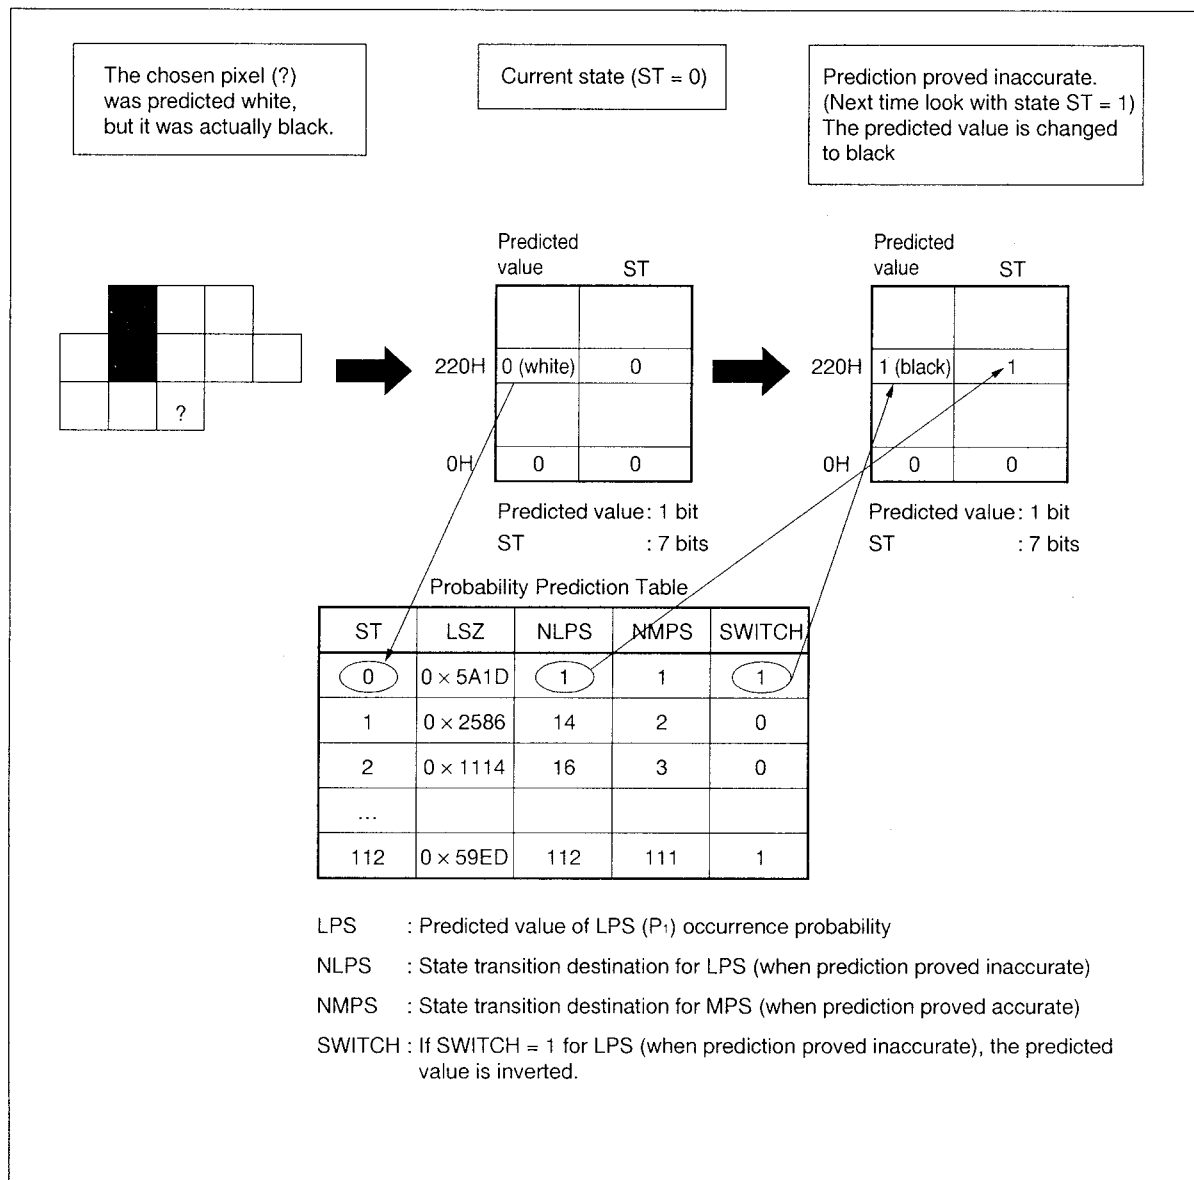 The chosen pixel (?)
was predicted white,
but it was actually black.
Current state (ST = 0)
Prediction proved inaccurate.
(Next time look with state ST = 1)
The predicted value is changed
to black
Predicted
value ST
220H 0 (white) 0
0H 0 0
Predicted value : 1 bit
ST : 7 bits
Predicted
value ST
220H 1 (black) 1
0H 0 0
Predicted value : 1 bit
ST : 7 bits
?
Probability Prediction Table
ST LSZ NLPS NMPS SWITCH
0 0 × 5A1D 1 1 1
1 0 × 2586 14 2 0
2 0 × 1114 16 3 0
...
112 0 × 59ED 112 111 1
LPS : Predicted value of LPS (P1) occurrence probability
NLPS : State transition destination for LPS (when prediction proved inaccurate)
NMPS : State transition destination for MPS (when prediction proved accurate)
SWITCH : If SWITCH = 1 for LPS (when prediction proved inaccurate), the predicted
value is inverted.